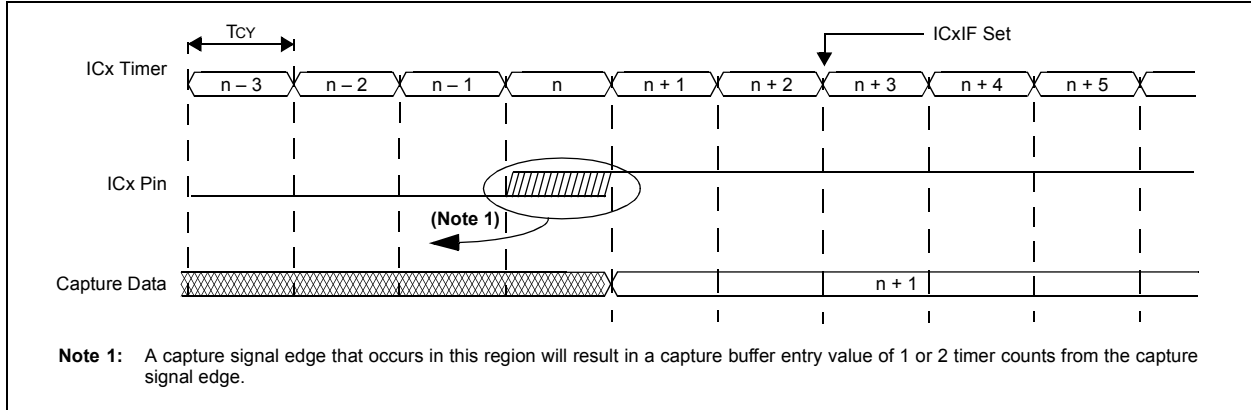 TCY
ICxIF Set
ICx Timer
n – 3 n – 2 n – 1 n n + 1 n + 2 n + 3 n + 4 n + 5
ICx Pin
(Note 1)
Capture Data
n + 1
Note 1: A capture signal edge that occurs in this region will result in a capture buffer entry value of 1 or 2 timer counts from the capture
signal edge.